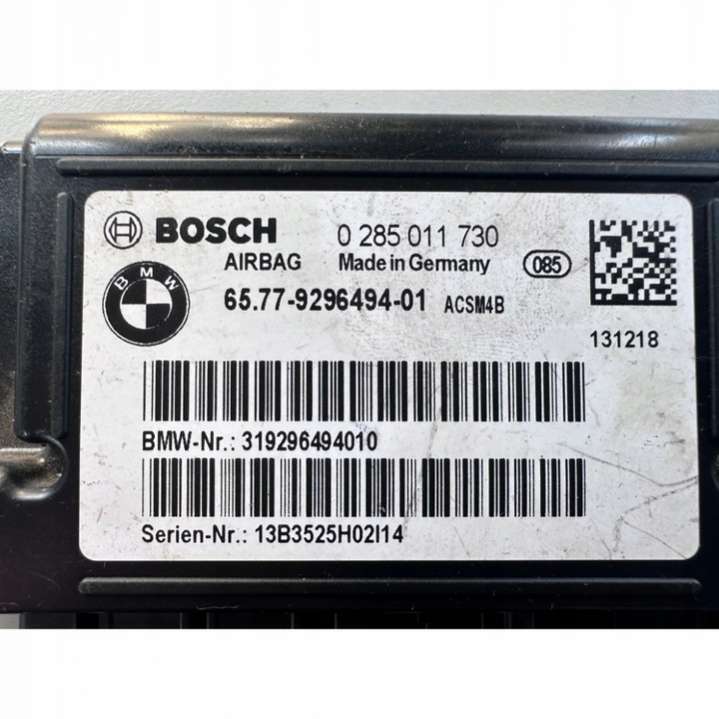 BOSCH 0 285 011 730
AIRBAG Made in Germany 085
BMW
65.77-9296494-01 ACSM4B
131218
BMW-Nr.: 319296494010
Serien-Nr.: 13B3525H02I14